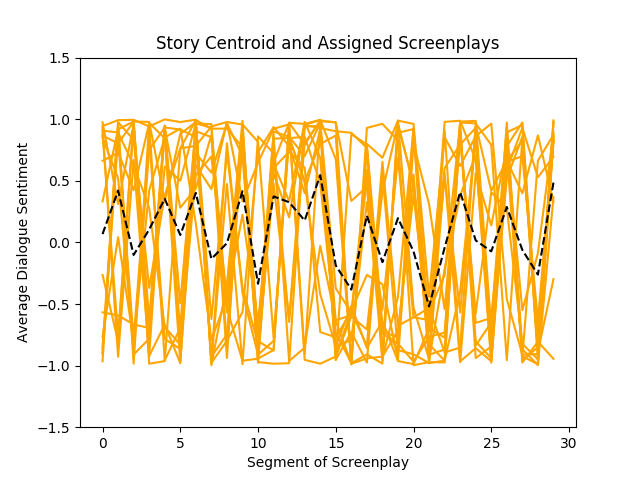 Story Centroid and Assigned Screenplays
1.5
1.0
0.5
0.0
−0.5
−1.0
−1.5
Average Dialogue Sentiment
0 5 10 15 20 25 30
Segment of Screenplay